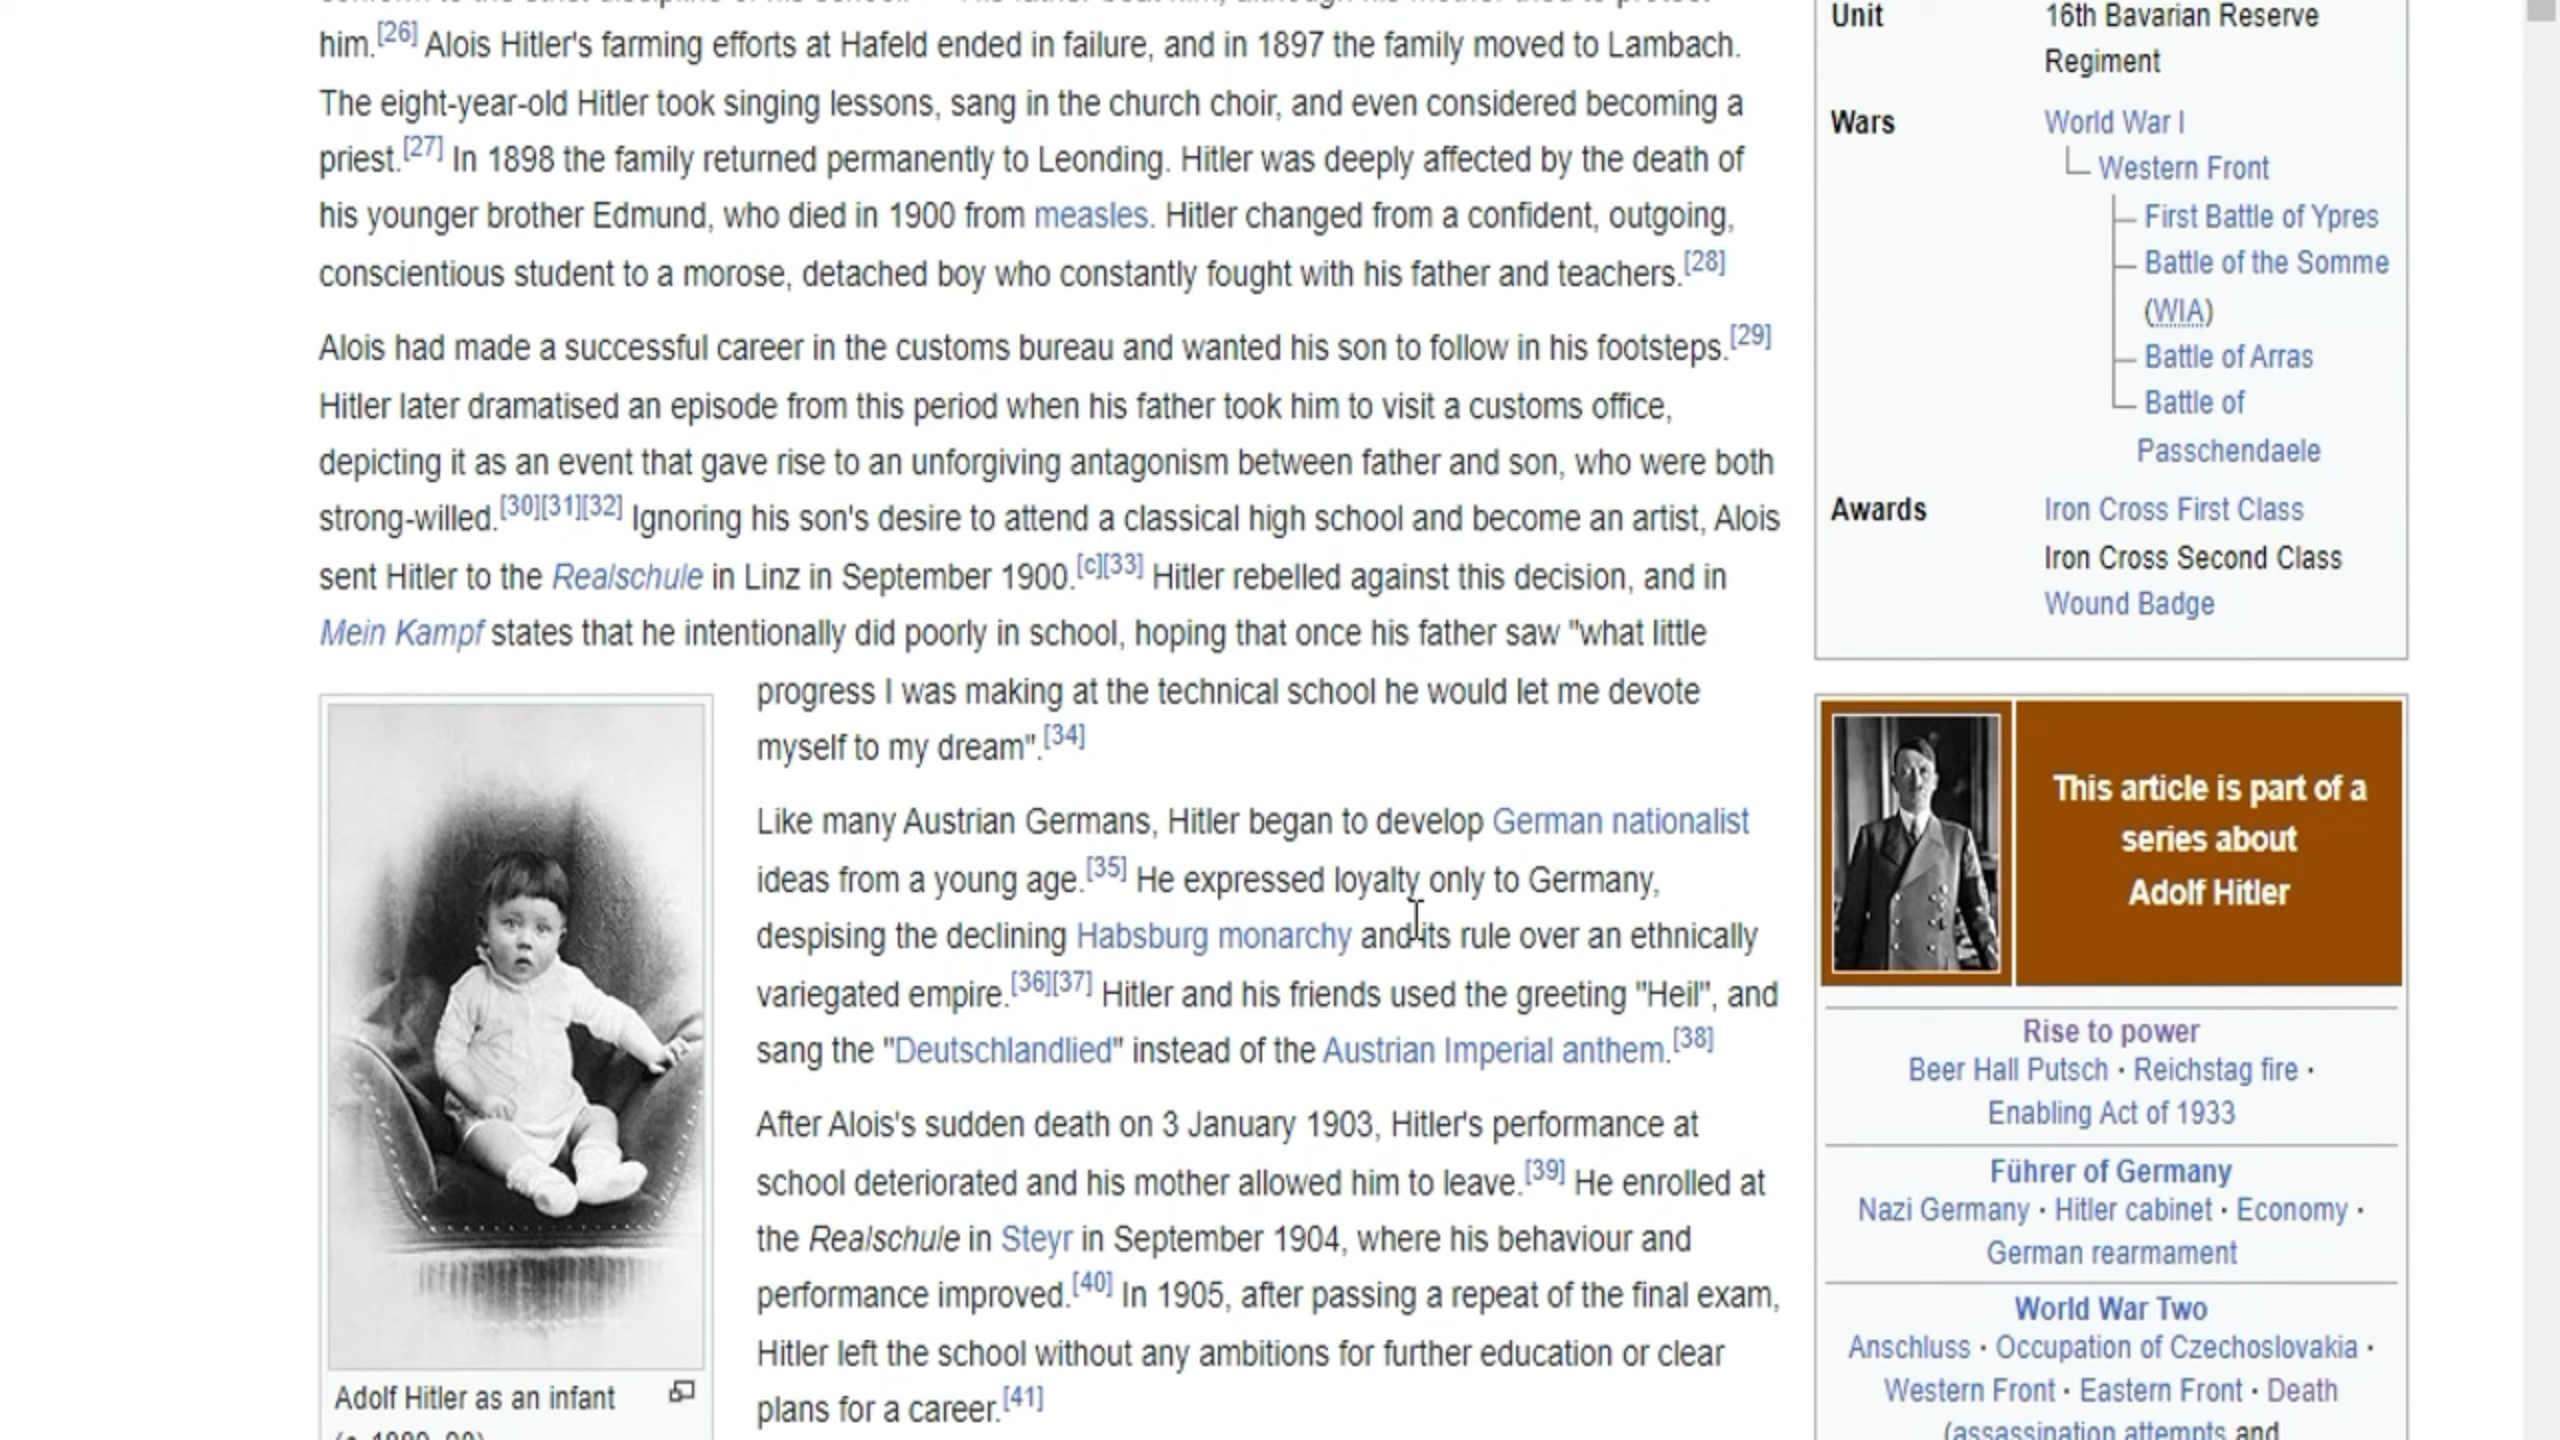 him.[26] Alois Hitler's farming efforts at Hafeld ended in failure, and in 1897 the family moved to Lambach.
The eight-year-old Hitler took singing lessons, sang in the church choir, and even considered becoming a
priest.[27] In 1898 the family returned permanently to Leonding. Hitler was deeply affected by the death of
his younger brother Edmund, who died in 1900 from measles. Hitler changed from a confident, outgoing,
conscientious student to a morose, detached boy who constantly fought with his father and teachers.[28]
Alois had made a successful career in the customs bureau and wanted his son to follow in his footsteps.[29]
Hitler later dramatised an episode from this period when his father took him to visit a customs office,
depicting it as an event that gave rise to an unforgiving antagonism between father and son, who were both
strong-willed.[30][31][32] Ignoring his son's desire to attend a classical high school and become an artist, Alois
sent Hitler to the Realschule in Linz in September 1900.[c][33] Hitler rebelled against this decision, and in
Mein Kampf states that he intentionally did poorly in school, hoping that once his father saw "what little
progress I was making at the technical school he would let me devote
myself to my dream".[34]
Like many Austrian Germans, Hitler began to develop German nationalist
ideas from a young age.[35] He expressed loyalty only to Germany,
despising the declining Habsburg monarchy and its rule over an ethnically
variegated empire.[36][37] Hitler and his friends used the greeting "Heil", and
sang the "Deutschlandlied" instead of the Austrian Imperial anthem.[38]
After Alois's sudden death on 3 January 1903, Hitler's performance at
school deteriorated and his mother allowed him to leave.[39] He enrolled at
the Realschule in Steyr in September 1904, where his behaviour and
performance improved.[40] In 1905, after passing a repeat of the final exam,
Hitler left the school without any ambitions for further education or clear
plans for a career.[41]
Adolf Hitler as an infant
Unit 16th Bavarian Reserve
Regiment
Wars World War I
Western Front
First Battle of Ypres
Battle of the Somme
(WIA)
Battle of Arras
Battle of
Passchendaele
Awards Iron Cross First Class
Iron Cross Second Class
Wound Badge
This article is part of a
series about
Adolf Hitler
Rise to power
Beer Hall Putsch · Reichstag fire ·
Enabling Act of 1933
Führer of Germany
Nazi Germany · Hitler cabinet · Economy ·
German rearmament
World War Two
Anschluss · Occupation of Czechoslovakia ·
Western Front · Eastern Front · Death
(assassination attempts and